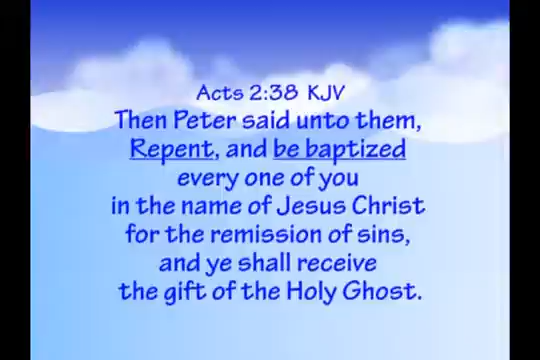 Acts 2:38 KJV
Then Peter said unto them,
Repent, and be baptized
every one of you
in the name of Jesus Christ
for the remission of sins,
and ye shall receive
the gift of the Holy Ghost.